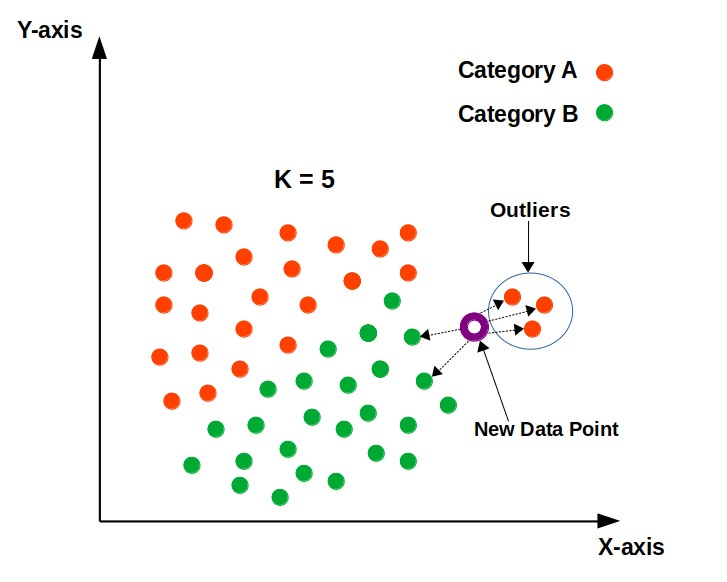 Y-axis
Category A
Category B
K = 5
Outliers
New Data Point
X-axis